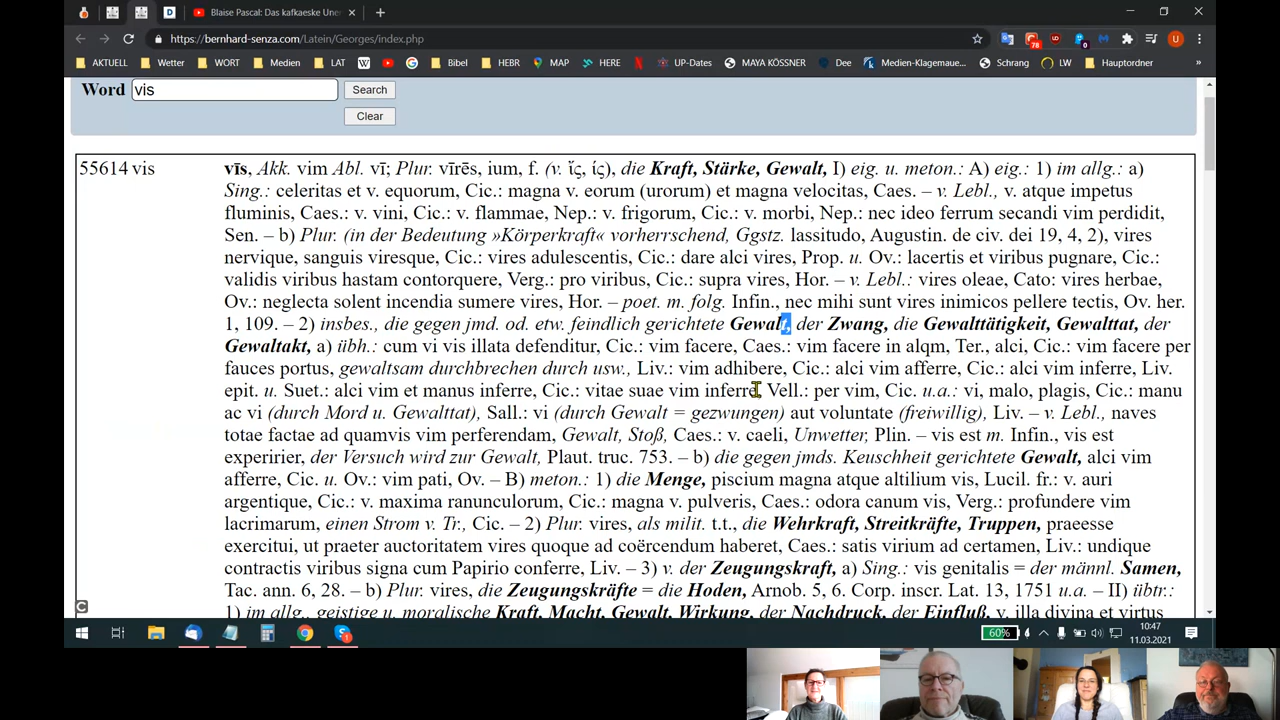 Blaise Pascal: Das kafkaeske Une
https://bernhard-senza.com/Latein/Georges/index.php
78
0
U
AKTUELL Wetter WORT Medien LAT Bibel HEBR MAP HERE UP-Dates MAYA KÖSSNER Dee Medien-Klagemaue... Schrang LW Hauptordner »
Word vis Search
Clear
55614 vis vīs, Akk. vim Abl. vī; Plur. vīrēs, ium, f. (v. ἴς, ίς), die Kraft, Stärke, Gewalt, I) eig. u. meton.: A) eig.: 1) im allg.: a)
Sing.: celeritas et v. equorum, Cic.: magna v. eorum (urorum) et magna velocitas, Caes. – v. Lebl., v. atque impetus
fluminis, Caes.: v. vini, Cic.: v. flammae, Nep.: v. frigorum, Cic.: v. morbi, Nep.: nec ideo ferrum secandi vim perdidit,
Sen. – b) Plur. (in der Bedeutung »Körperkraft« vorherrschend, Ggstz. lassitudo, Augustin. de civ. dei 19, 4, 2), vires
nervique, sanguis viresque, Cic.: vires adulescentis, Cic.: dare alci vires, Prop. u. Ov.: lacertis et viribus pugnare, Cic.:
validis viribus hastam contorquere, Verg.: pro viribus, Cic.: supra vires, Hor. – v. Lebl.: vires oleae, Cato: vires herbae,
Ov.: neglecta solent incendia sumere vires, Hor. – poet. m. folg. Infin., nec mihi sunt vires inimicos pellere tectis, Ov. her.
1, 109. – 2) insbes., die gegen jmd. od. etw. feindlich gerichtete Gewalt, der Zwang, die Gewalttätigkeit, Gewalttat, der
Gewaltakt, a) übh.: cum vi vis illata defenditur, Cic.: vim facere, Caes.: vim facere in alqm, Ter., alci, Cic.: vim facere per
fauces portus, gewaltsam durchbrechen durch usw., Liv.: vim adhibere, Cic.: alci vim afferre, Cic.: alci vim inferre, Liv.
epit. u. Suet.: alci vim et manus inferre, Cic.: vitae suae vim inferre, Vell.: per vim, Cic. u.a.: vi, malo, plagis, Cic.: manu
ac vi (durch Mord u. Gewalttat), Sall.: vi (durch Gewalt = gezwungen) aut voluntate (freiwillig), Liv. – v. Lebl., naves
totae factae ad quamvis vim perferendam, Gewalt, Stoß, Caes.: v. caeli, Unwetter, Plin. – vis est m. Infin., vis est
experirier, der Versuch wird zur Gewalt, Plaut. truc. 753. – b) die gegen jmds. Keuschheit gerichtete Gewalt, alci vim
afferre, Cic. u. Ov.: vim pati, Ov. – B) meton.: 1) die Menge, piscium magna atque altilium vis, Lucil. fr.: v. auri
argentique, Cic.: v. maxima ranunculorum, Cic.: magna v. pulveris, Caes.: odora canum vis, Verg.: profundere vim
lacrimarum, einen Strom v. Tr., Cic. – 2) Plur. vires, als milit. t.t., die Wehrkraft, Streitkräfte, Truppen, praeesse
exercitui, ut praeter auctoritatem vires quoque ad coërcendum haberet, Caes.: satis virium ad certamen, Liv.: undique
contractis viribus signa cum Papirio conferre, Liv. – 3) v. der Zeugungskraft, a) Sing.: vis genitalis = der männl. Samen,
Tac. ann. 6, 28. – b) Plur. vires, die Zeugungskräfte = die Hoden, Arnob. 5, 6. Corp. inscr. Lat. 13, 1751 u.a. – II) übtr.:
1) im allg., geistige u. moralische Kraft, Macht, Gewalt, Wirkung, der Nachdruck, der Einfluß, v. illa divina et virtus
60%
10:47
11.03.2021